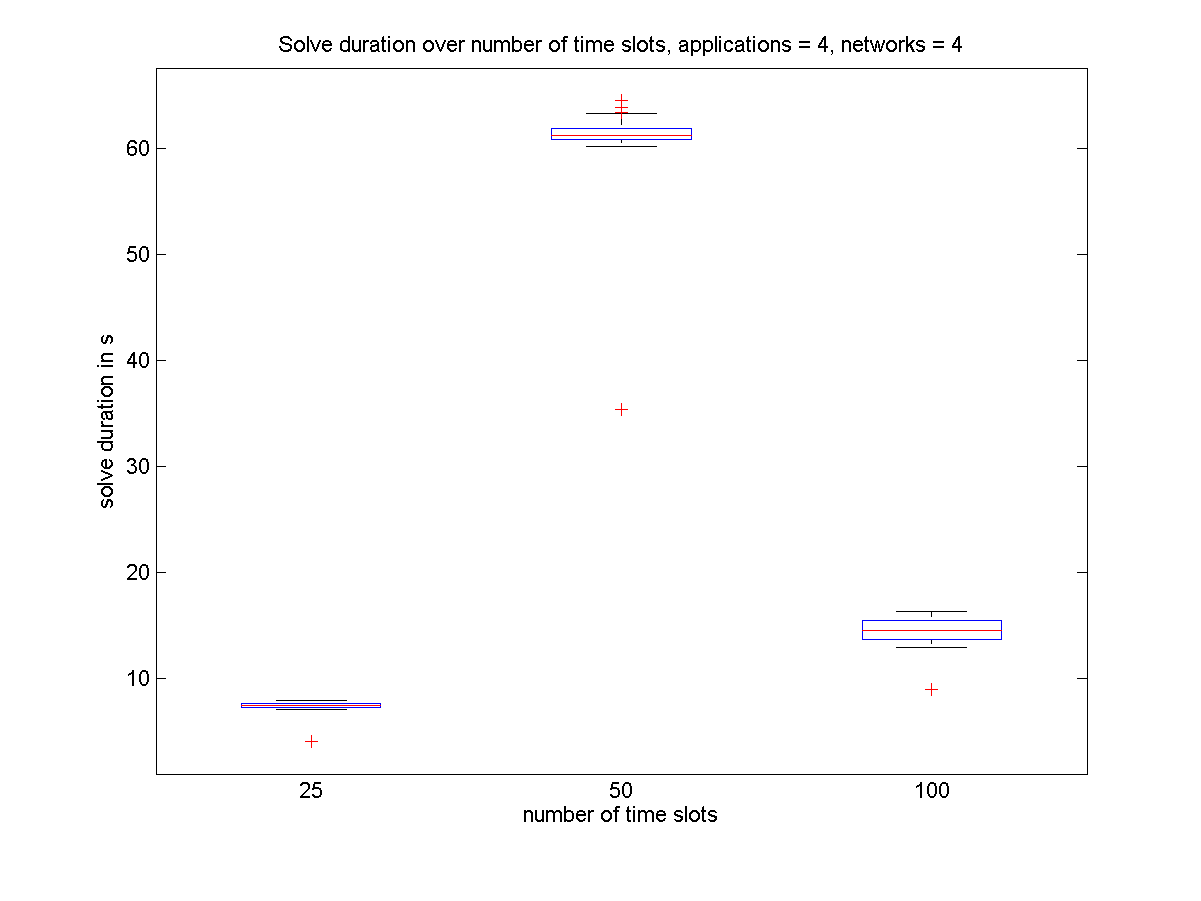 Solve duration over number of time slots, applications = 4, networks = 4
60
50
40
30
20
10
solve duration in s
25 50 100
number of time slots